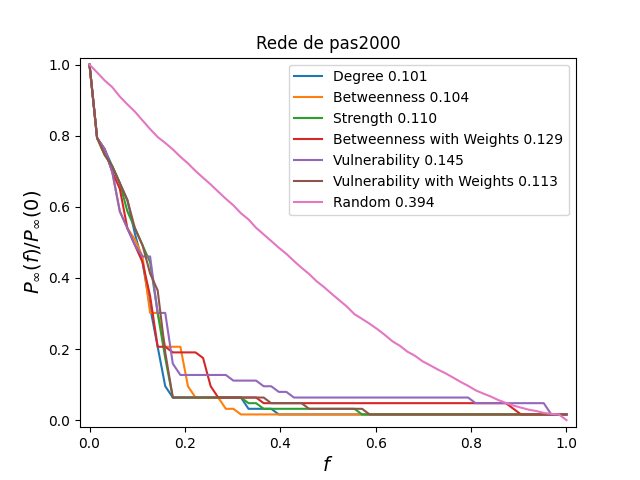 Rede de pas2000
Degree 0.101
Betweenness 0.104
Strength 0.110
Betweenness with Weights 0.129
Vulnerability 0.145
Vulnerability with Weights 0.113
Random 0.394
P∞(f)/P∞(0)
1.0
0.8
0.6
0.4
0.2
0.0
0.0 0.2 0.4 0.6 0.8 1.0
f